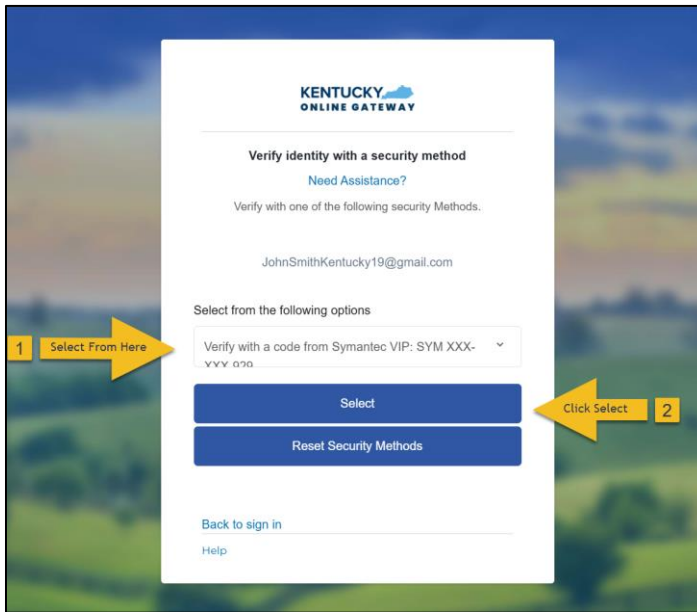 KENTUCKY
ONLINE GATEWAY
Verify identity with a security method
Need Assistance?
Verify with one of the following security Methods.
JohnSmithKentucky19@gmail.com
Select from the following options
1 Select From Here
Verify with a code from Symantec VIP: SYM XXX-
XXX 929
Select
Click Select 2
Reset Security Methods
Back to sign in
Help